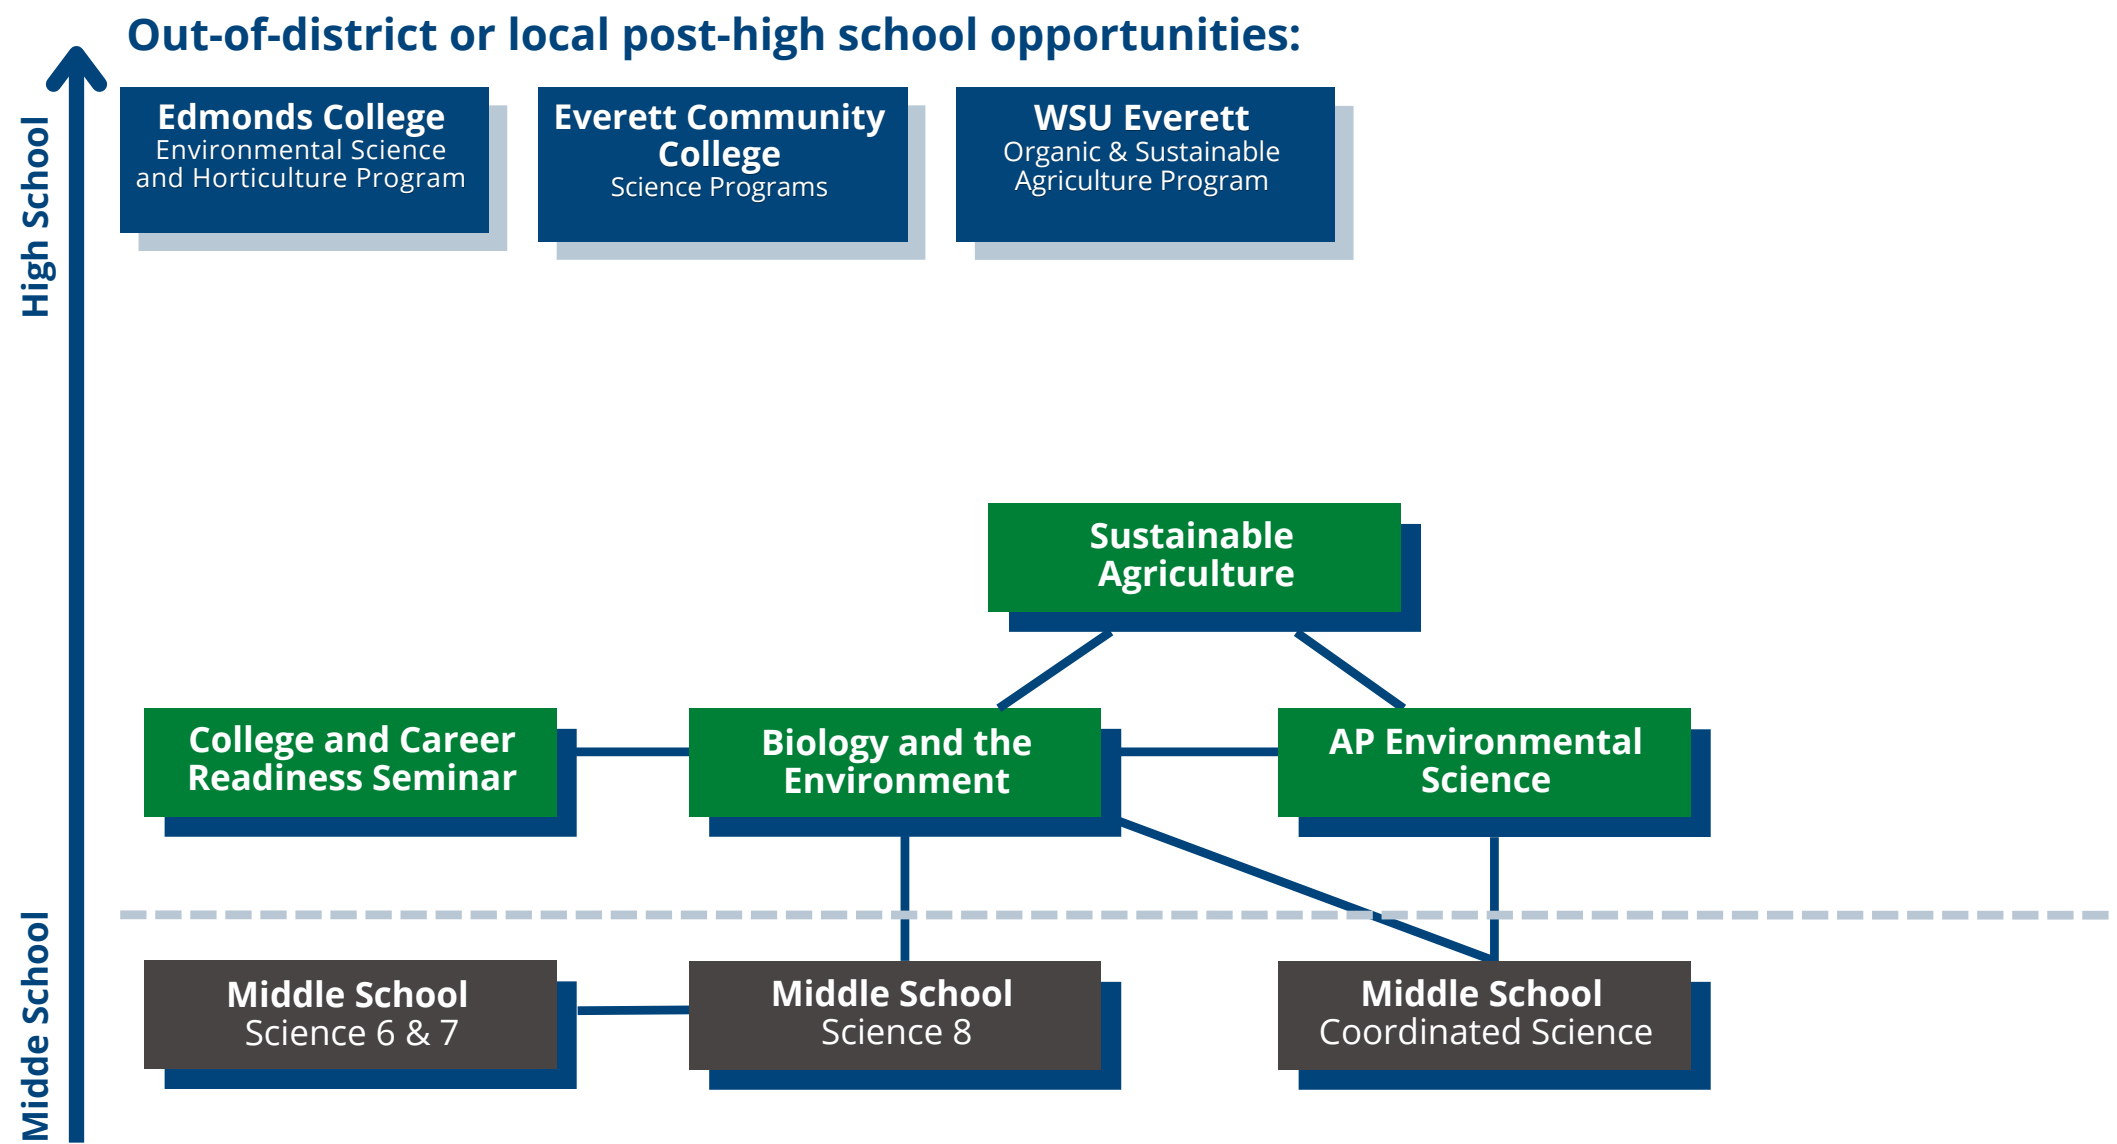 Out-of-district or local post-high school opportunities:
High School
Edmonds College
Environmental Science
and Horticulture Program
Everett Community
College
Science Programs
WSU Everett
Organic & Sustainable
Agriculture Program
Sustainable
Agriculture
College and Career
Readiness Seminar
Biology and the
Environment
AP Environmental
Science
Midde School
Middle School
Science 6 & 7
Middle School
Science 8
Middle School
Coordinated Science